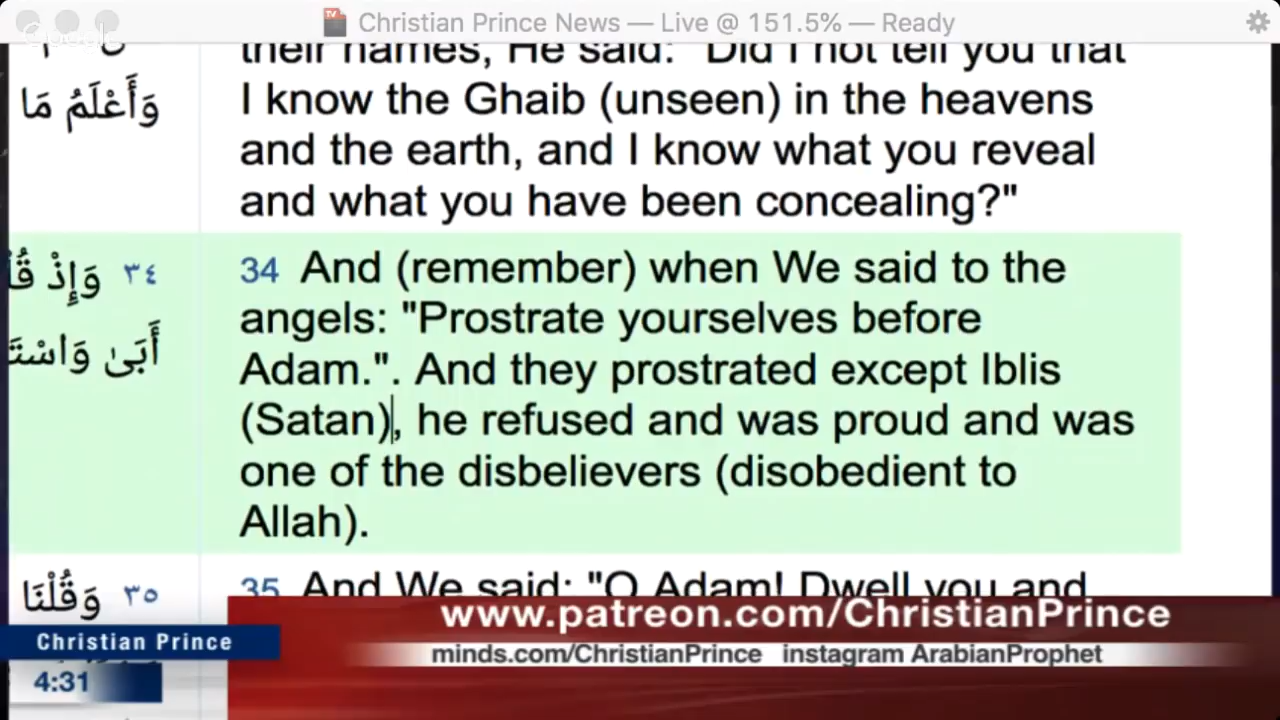 Christian Prince News — Live @ 151.5% — Ready
Google
their names, He said: "Did I not tell you that
I know the Ghaib (unseen) in the heavens
and the earth, and I know what you reveal
and what you have been concealing?"
وَأَعْلَمُ مَا
34 And (remember) when We said to the
angels: "Prostrate yourselves before
Adam.". And they prostrated except Iblis
(Satan), he refused and was proud and was
one of the disbelievers (disobedient to
Allah).
٣٤ وَإِذْ
أَبَىٰ
35 And We said: "O Adam! Dwell you and
٣٥ وَقُلْنَا
www.patreon.com/ChristianPrince
Christian Prince
minds.com/ChristianPrince instagram ArabianProphet
4:31